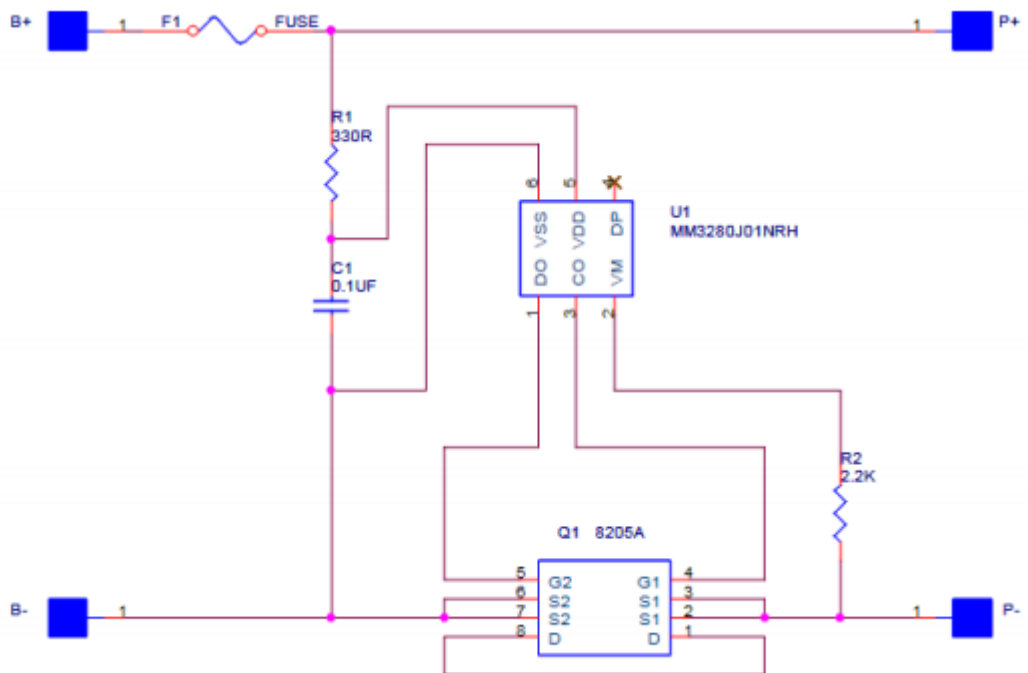 B+ 1 F1 FUSE 1 P+
R1
330R
6 5 4
VSS VDD DP
DO CO VM
1 3 2
U1
MM3280J01NRH
C1
0.1UF
R2
2.2K
Q1 8205A
5 G2 G1 4
6 S2 S1 3
B- 1 7 S2 S1 2 1 P-
8 D D 1